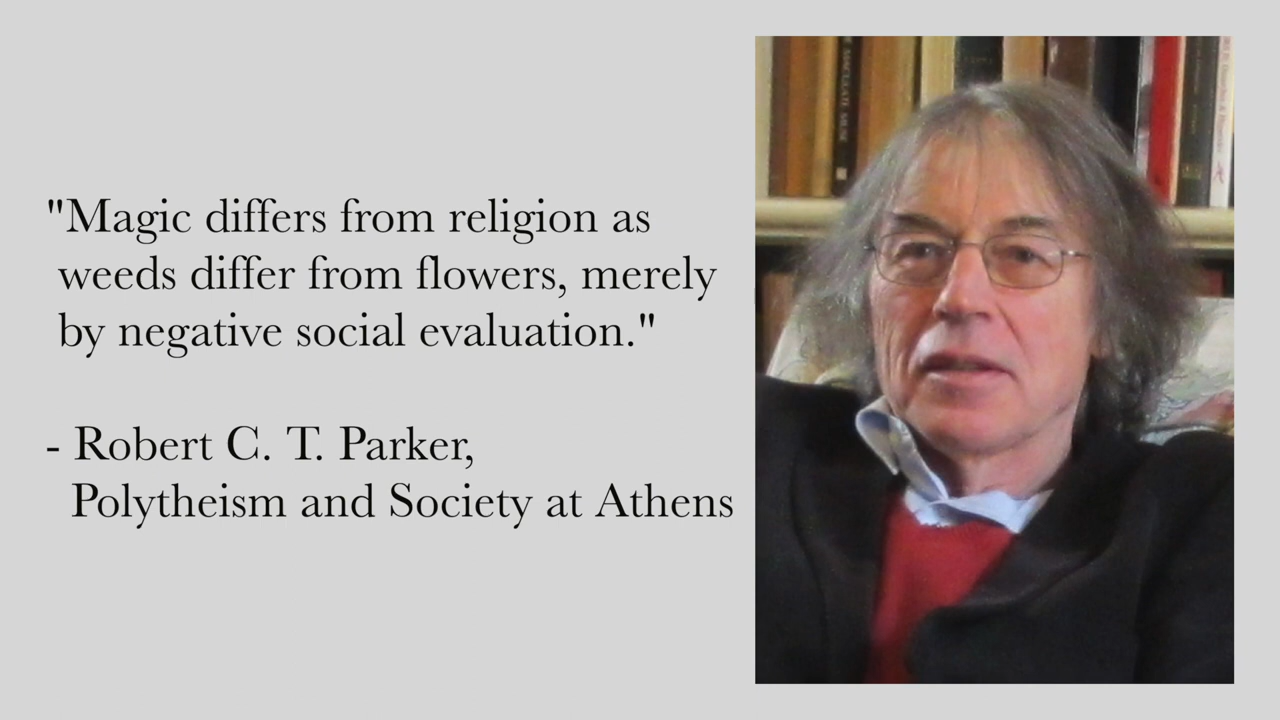 "Magic differs from religion as
weeds differ from flowers, merely
by negative social evaluation."
- Robert C. T. Parker,
Polytheism and Society at Athens